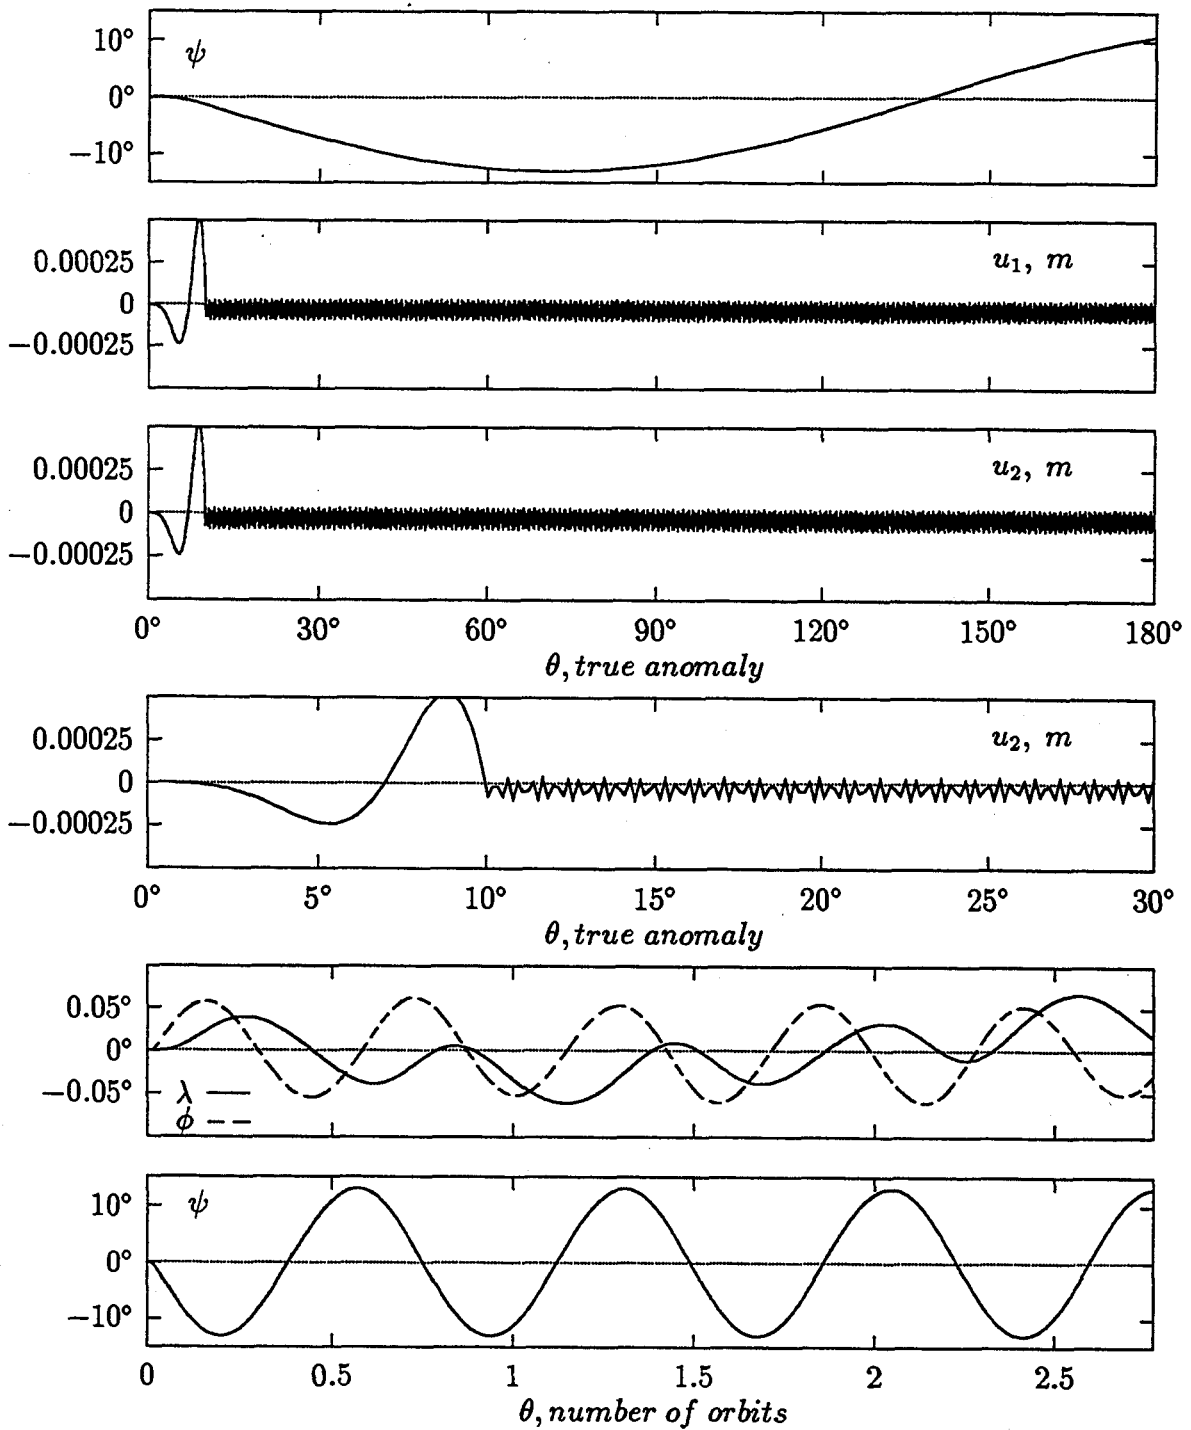 10°
ψ
0°
−10°
0.00025
u₁, m
0
−0.00025
0.00025
u₂, m
0
−0.00025
0° 30° 60° 90° 120° 150° 180°
θ, true anomaly
0.00025
u₂, m
0
−0.00025
0° 5° 10° 15° 20° 25° 30°
θ, true anomaly
0.05°
0°
−0.05°
λ
ϕ
10°
ψ
0°
−10°
0 0.5 1 1.5 2 2.5
θ, number of orbits